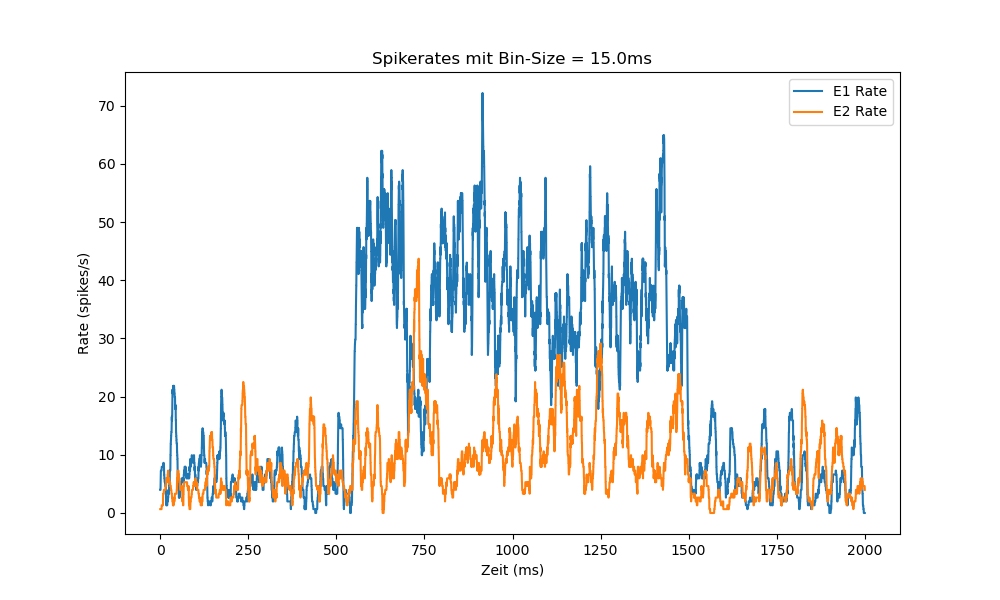 Spikerates mit Bin-Size = 15.0ms
E1 Rate
E2 Rate
70
60
50
40
30
20
10
0
Rate (spikes/s)
0 250 500 750 1000 1250 1500 1750 2000
Zeit (ms)